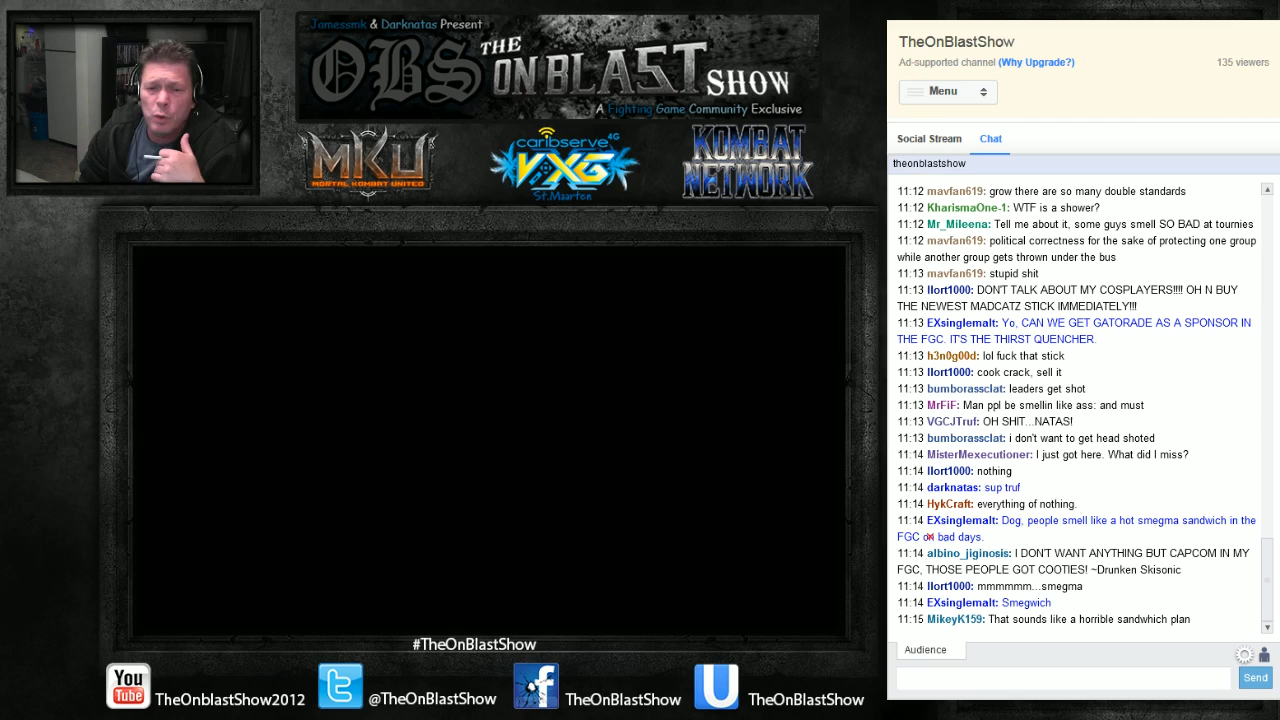 Jamessmk & Darknatas Present
OBS THE ON BLAST SHOW
A Fighting Game Community Exclusive
MKU
MORTAL KOMBAT UNITED
caribserve 4G
VXG
St.Maarten
KOMBAT
NETWORK
#TheOnBlastShow
You
Tube
TheOnblastShow2012
@TheOnBlastShow
TheOnBlastShow
TheOnBlastShow
TheOnBlastShow
Ad-supported channel (Why Upgrade?)
135 viewers
Menu
Social Stream Chat
theonblastshow
11:12 mavfan619: grow there are so many double standards
11:12 KharismaOne-1: WTF is a shower?
11:12 Mr_Mileena: Tell me about it, some guys smell SO BAD at tournies
11:12 mavfan619: political correctness for the sake of protecting one group
while another group gets thrown under the bus
11:13 mavfan619: stupid shit
11:13 llort1000: DON'T TALK ABOUT MY COSPLAYERS!!!! OH N BUY
THE NEWEST MADCATZ STICK IMMEDIATELY!!!
11:13 EXsinglemalt: Yo, CAN WE GET GATORADE AS A SPONSOR IN
THE FGC. IT'S THE THIRST QUENCHER.
11:13 h3n0g00d: lol fuck that stick
11:13 llort1000: cook crack, sell it
11:13 bumborassclat: leaders get shot
11:13 MrFiF: Man ppl be smellin like ass: and must
11:13 VGCJTruf: OH SHIT...NATAS!
11:13 bumborassclat: i don't want to get head shoted
11:14 MisterMexecutioner: I just got here. What did I miss?
11:14 llort1000: nothing
11:14 darknatas: sup truf
11:14 HykCraft: everything of nothing.
11:14 EXsinglemalt: Dog, people smell like a hot smegma sandwich in the
FGC on bad days.
11:14 albino_jiginosis: I DON'T WANT ANYTHING BUT CAPCOM IN MY
FGC, THOSE PEOPLE GOT COOTIES! ~Drunken Skisonic
11:14 llort1000: mmmmmm...smegma
11:14 EXsinglemalt: Smegwich
11:15 MikeyK159: That sounds like a horrible sandwhich plan
Audience
Send